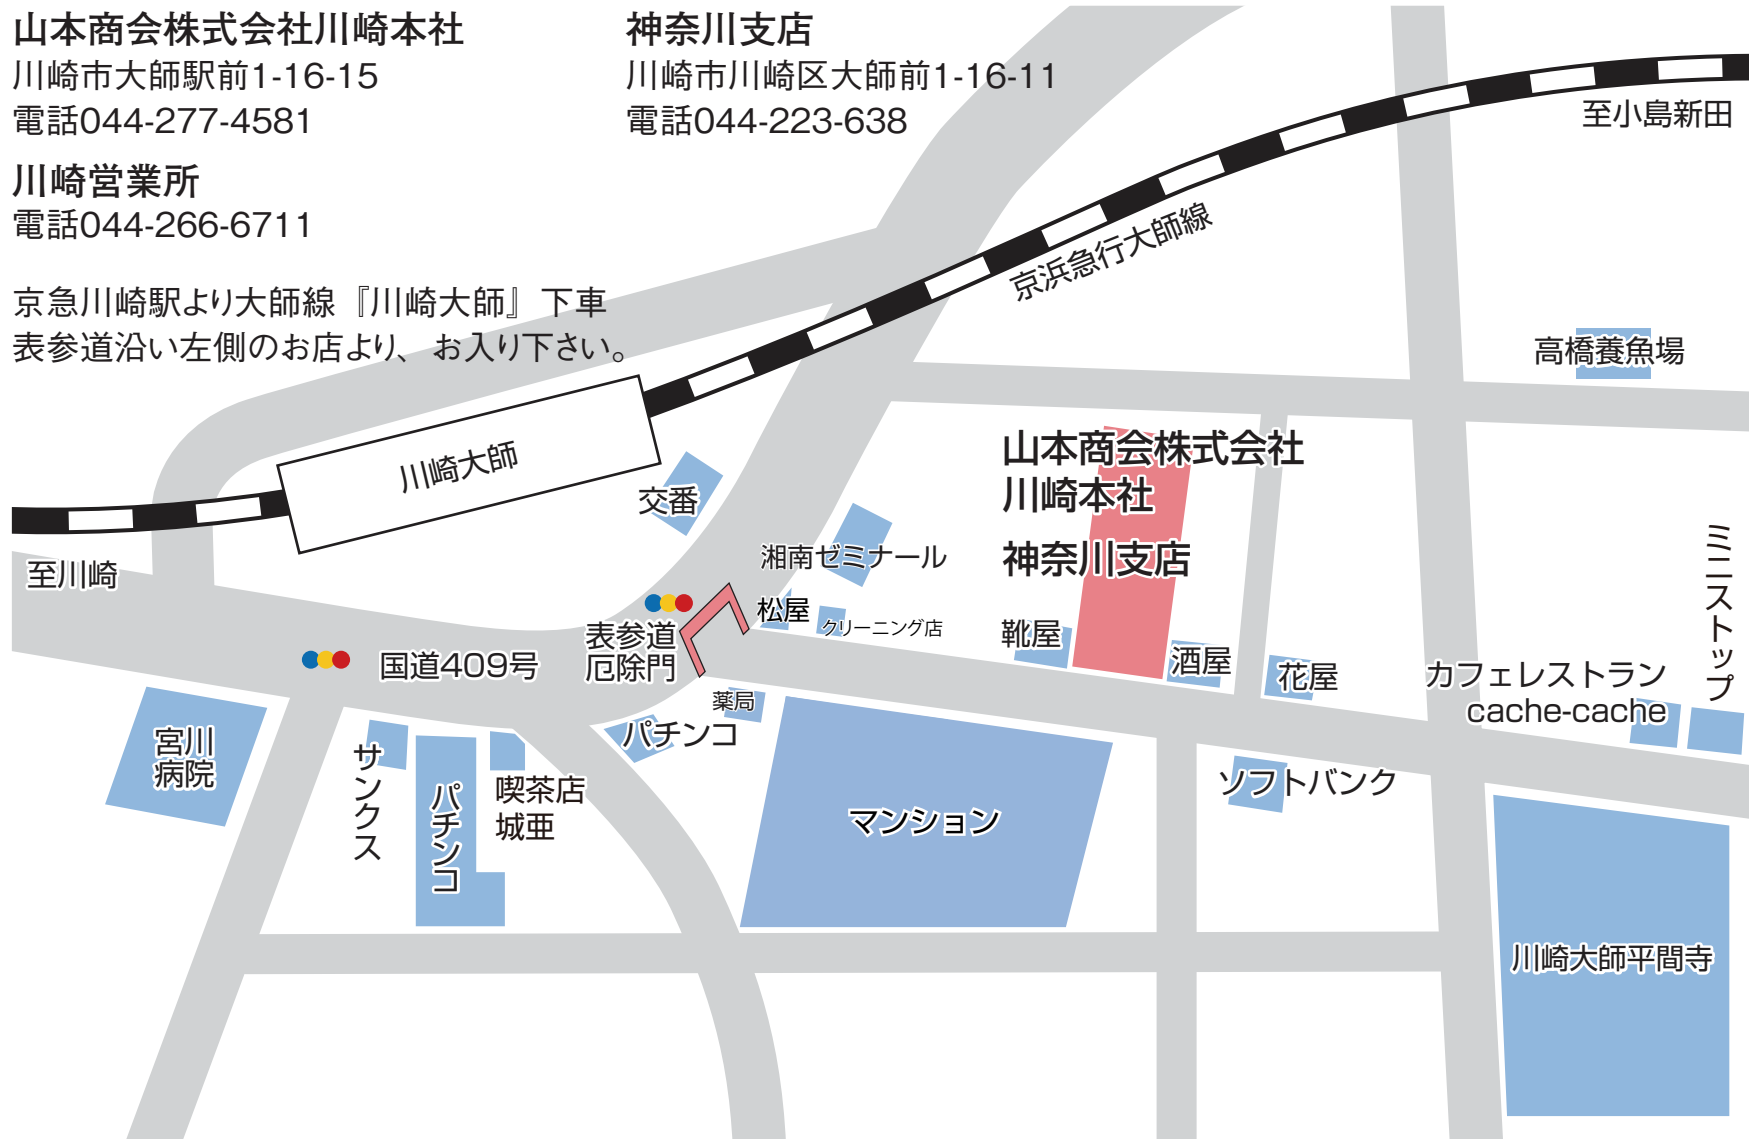 山本商会株式会社川崎本社
川崎市大師駅前1-16-15
電話044-277-4581
神奈川支店
川崎市川崎区大師前1-16-11
電話044-223-638
川崎営業所
電話044-266-6711
京急川崎駅より大師線『川崎大師』下車
表参道沿い左側のお店より、お入り下さい。
至小島新田
京浜急行大師線
高橋養魚場
川崎大師
交番
山本商会株式会社
川崎本社
神奈川支店
湘南ゼミナール
至川崎
松屋
クリーニング店
表参道
厄除門
国道409号
靴屋
酒屋
花屋
ミニストップ
カフェレストラン
cache-cache
薬局
パチンコ
宮川
病院
サンクス
パチンコ
喫茶店
城亜
マンション
ソフトバンク
川崎大師平間寺